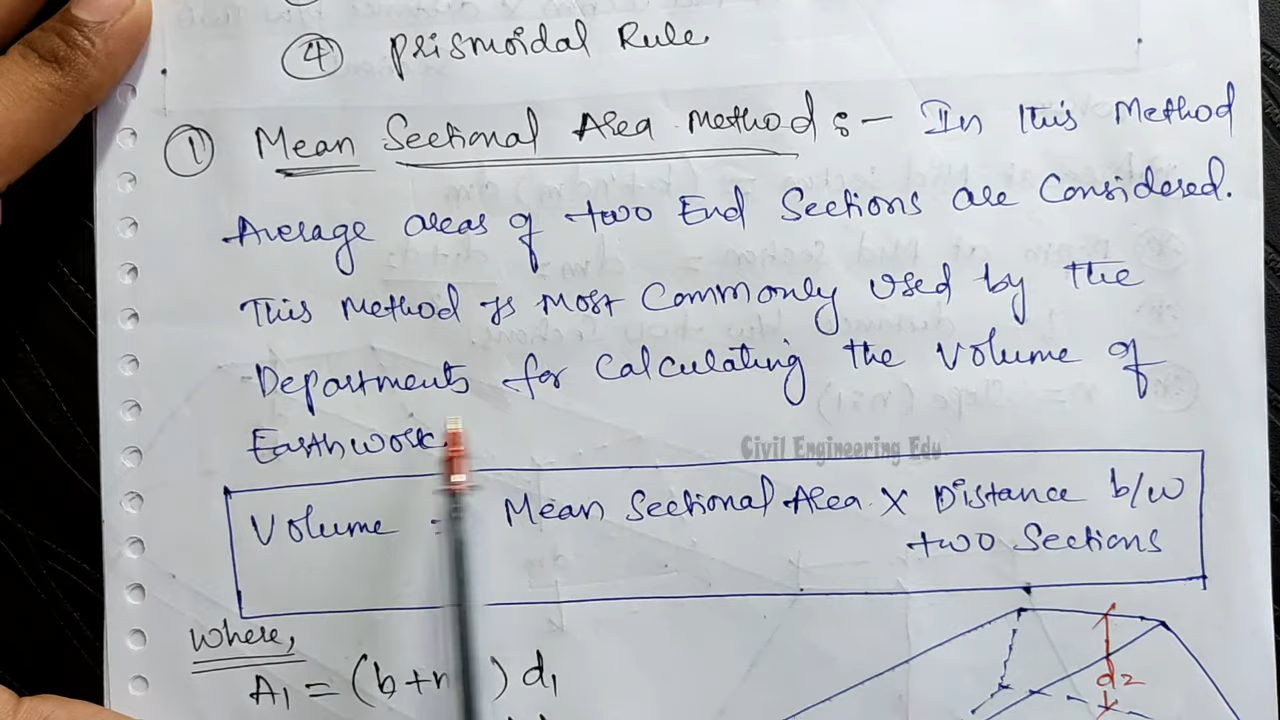 ④ Prismoidal Rule
① Mean Sectional Area Method :- In this Method
Average areas of two End Sections are Considered.
This Method Is Most Commonly Used by the
Departments for Calculating the Volume of
Earthwork
Civil Engineering Edu
Volume = Mean Sectional Area X Distance b/w
two Sections
Where,
A₁ = (b+n ) d₁
d2